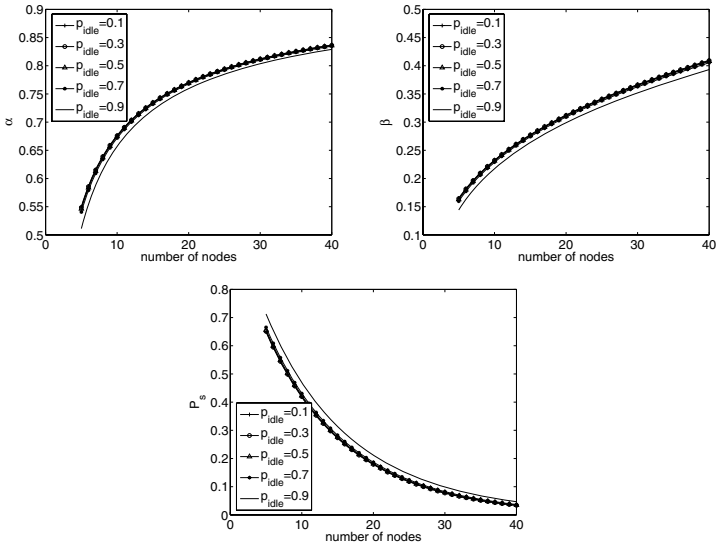 0.9
0.85
0.8
0.75
0.7
0.65
0.6
0.55
0.5
α
p_idle=0.1
p_idle=0.3
p_idle=0.5
p_idle=0.7
p_idle=0.9
0 10 20 30 40
number of nodes
0.5
0.45
0.4
0.35
0.3
0.25
0.2
0.15
0.1
β
p_idle=0.1
p_idle=0.3
p_idle=0.5
p_idle=0.7
p_idle=0.9
0 10 20 30 40
number of nodes
0.8
0.7
0.6
0.5
0.4
0.3
0.2
0.1
0
P_s
p_idle=0.1
p_idle=0.3
p_idle=0.5
p_idle=0.7
p_idle=0.9
0 10 20 30 40
number of nodes